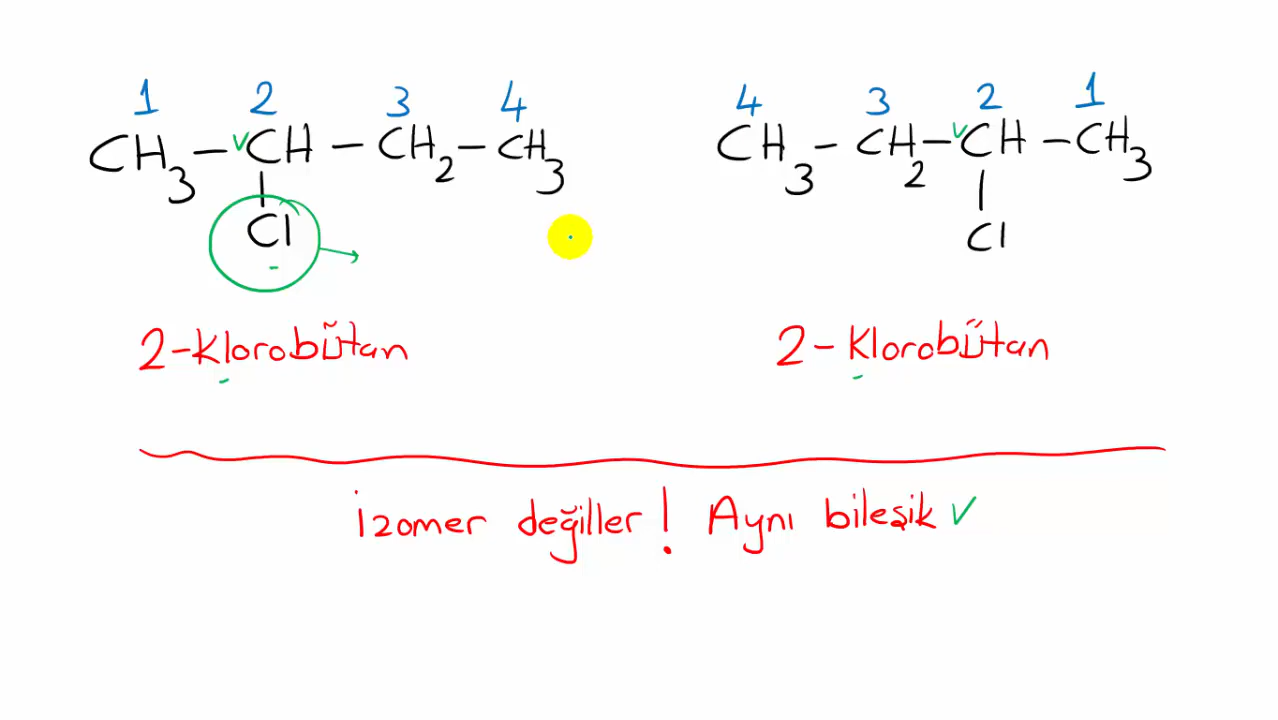 1 2 3 4
CH3 – CH – CH2 – CH3
Cl
2-Klorobütan
4 3 2 1
CH3 – CH2 – CH – CH3
Cl
2-Klorobütan
İzomer değiller! Aynı bileşik ✓